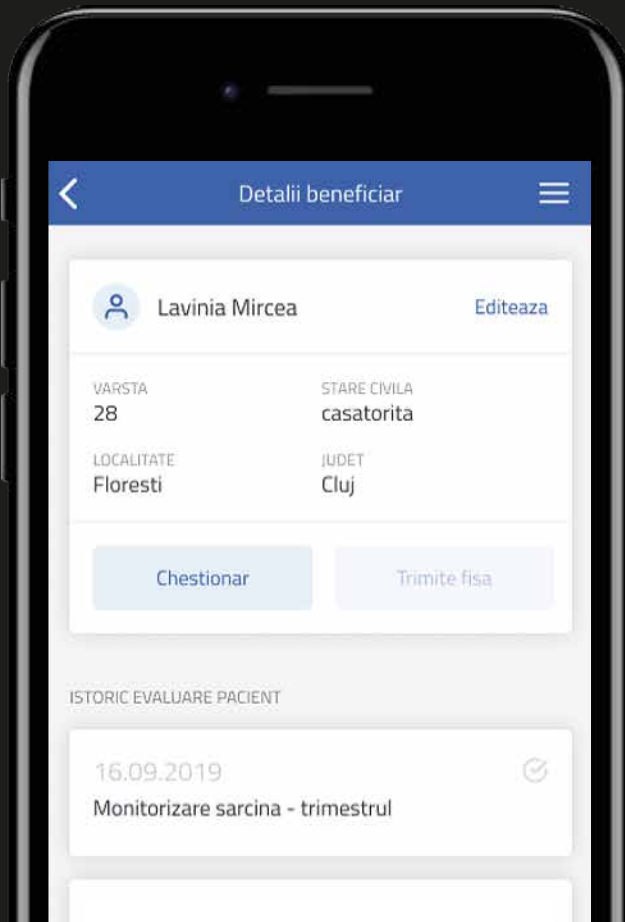 Detalii beneficiar
Lavinia Mircea
Editeaza
VARSTA
STARE CIVILA
28
casatorita
LOCALITATE
JUDET
Floresti
Cluj
Chestionar
Trimite fisa
ISTORIC EVALUARE PACIENT
16.09.2019
Monitorizare sarcina - trimestrul